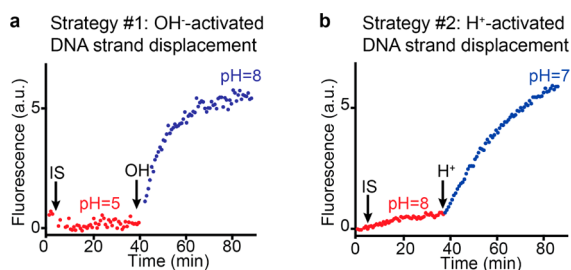 a
Strategy #1: OH⁻-activated
DNA strand displacement
pH=8
5
Fluorescence (a.u.)
OH⁻
IS
pH=5
0
0 20 40 60 80
Time (min)
b
Strategy #2: H⁺-activated
DNA strand displacement
pH=7
5
Fluorescence (a.u.)
H⁺
IS
pH=8
0
0 20 40 60 80
Time (min)